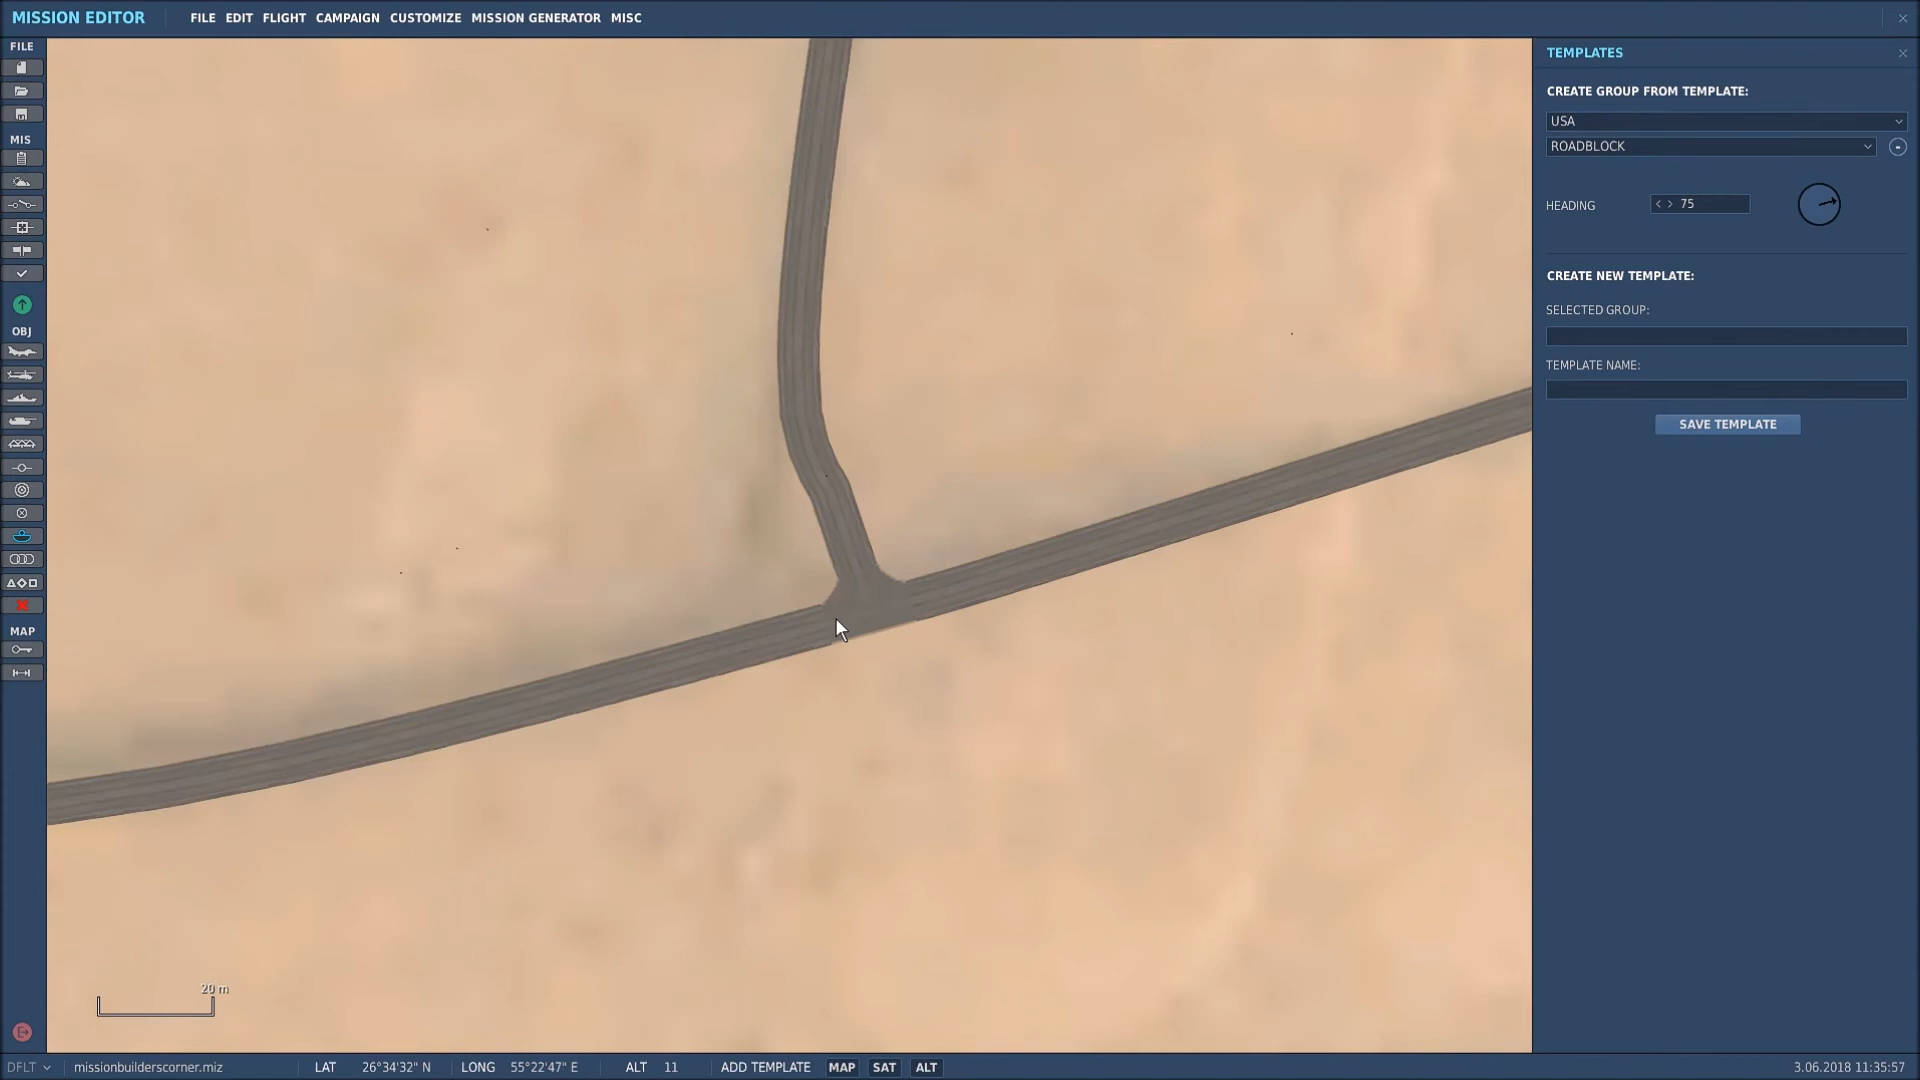 MISSION EDITOR FILE EDIT FLIGHT CAMPAIGN CUSTOMIZE MISSION GENERATOR MISC
FILE
MIS
OBJ
MAP
TEMPLATES
CREATE GROUP FROM TEMPLATE:
USA
ROADBLOCK
HEADING 75
CREATE NEW TEMPLATE:
SELECTED GROUP:
TEMPLATE NAME:
SAVE TEMPLATE
20 m
DFLT missionbuilderscorner.miz LAT 26°34'32" N LONG 55°22'47" E ALT 11 ADD TEMPLATE MAP SAT ALT 3.06.2018 11:35:57